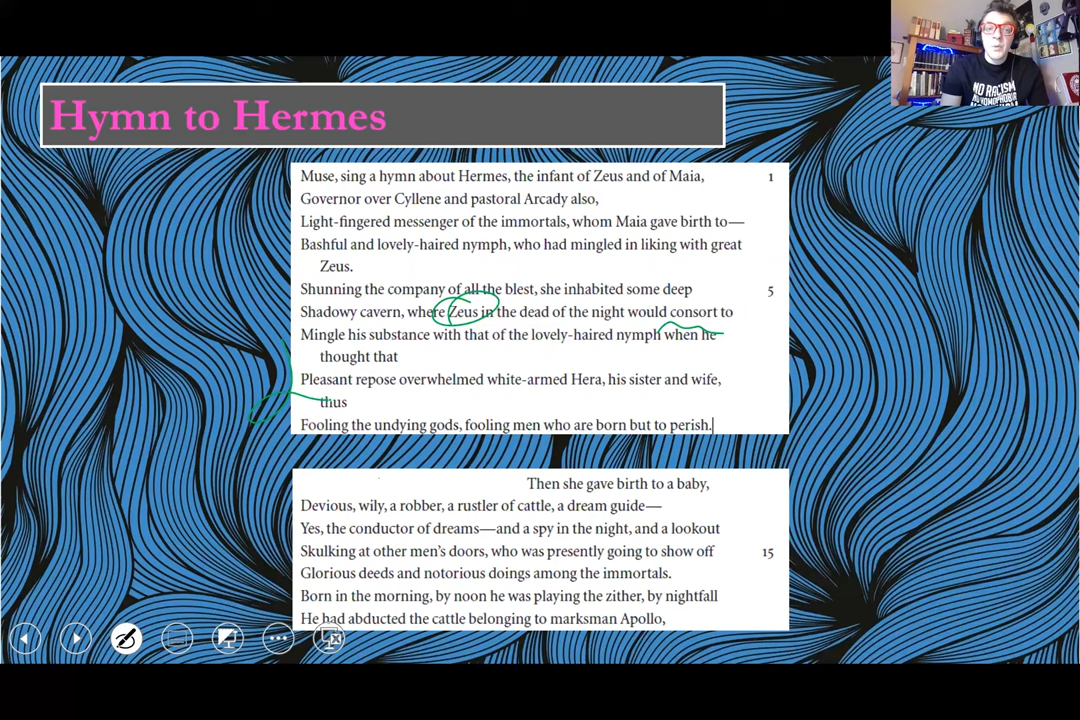 Hymn to Hermes
Muse, sing a hymn about Hermes, the infant of Zeus and of Maia, 1
Governor over Cyllene and pastoral Arcady also,
Light-fingered messenger of the immortals, whom Maia gave birth to—
Bashful and lovely-haired nymph, who had mingled in liking with great
Zeus.
Shunning the company of all the blest, she inhabited some deep 5
Shadowy cavern, where Zeus in the dead of the night would consort to
Mingle his substance with that of the lovely-haired nymph when he
thought that
Pleasant repose overwhelmed white-armed Hera, his sister and wife,
thus
Fooling the undying gods, fooling men who are born but to perish.
Then she gave birth to a baby,
Devious, wily, a robber, a rustler of cattle, a dream guide—
Yes, the conductor of dreams—and a spy in the night, and a lookout
Skulking at other men's doors, who was presently going to show off 15
Glorious deeds and notorious doings among the immortals.
Born in the morning, by noon he was playing the zither, by nightfall
He had abducted the cattle belonging to marksman Apollo,
NO RACISM